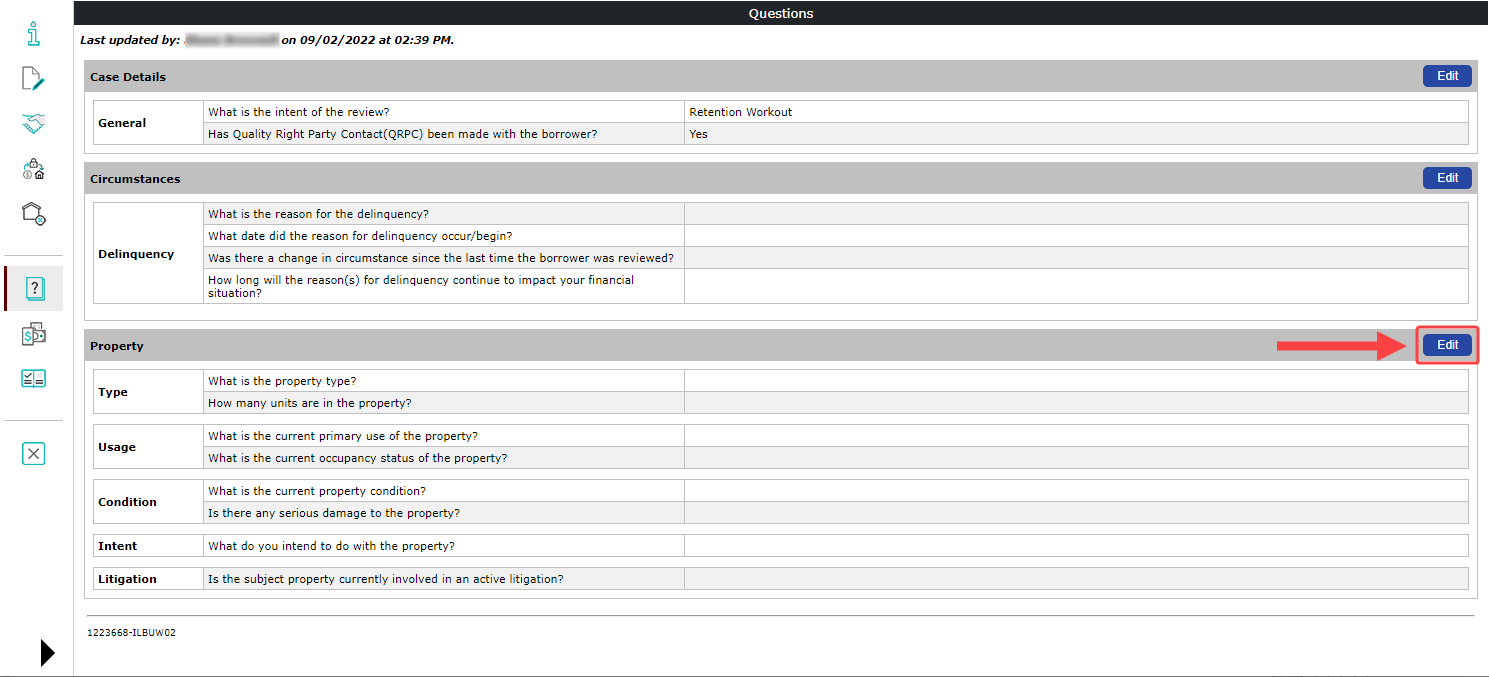 Questions
Last updated by: on 09/02/2022 at 02:39 PM.
Case Details
Edit
General
What is the intent of the review?
Retention Workout
Has Quality Right Party Contact(QRPC) been made with the borrower?
Yes
Circumstances
Edit
Delinquency
What is the reason for the delinquency?
What date did the reason for delinquency occur/begin?
Was there a change in circumstance since the last time the borrower was reviewed?
How long will the reason(s) for delinquency continue to impact your financial
situation?
Property
Edit
Type
What is the property type?
How many units are in the property?
Usage
What is the current primary use of the property?
What is the current occupancy status of the property?
Condition
What is the current property condition?
Is there any serious damage to the property?
Intent
What do you intend to do with the property?
Litigation
Is the subject property currently involved in an active litigation?
1223668-ILBUW02